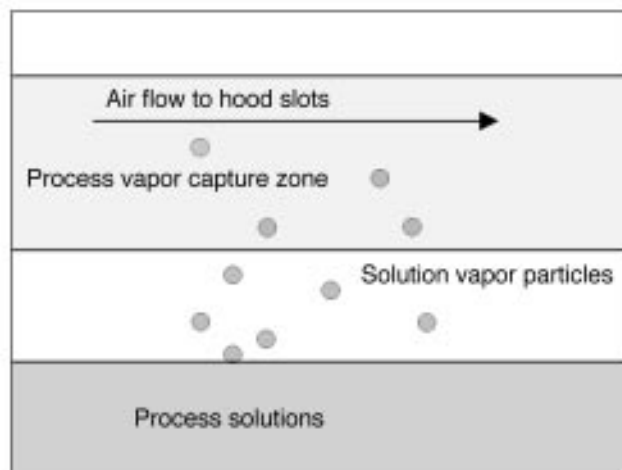 Air flow to hood slots
Process vapor capture zone
Solution vapor particles
Process solutions